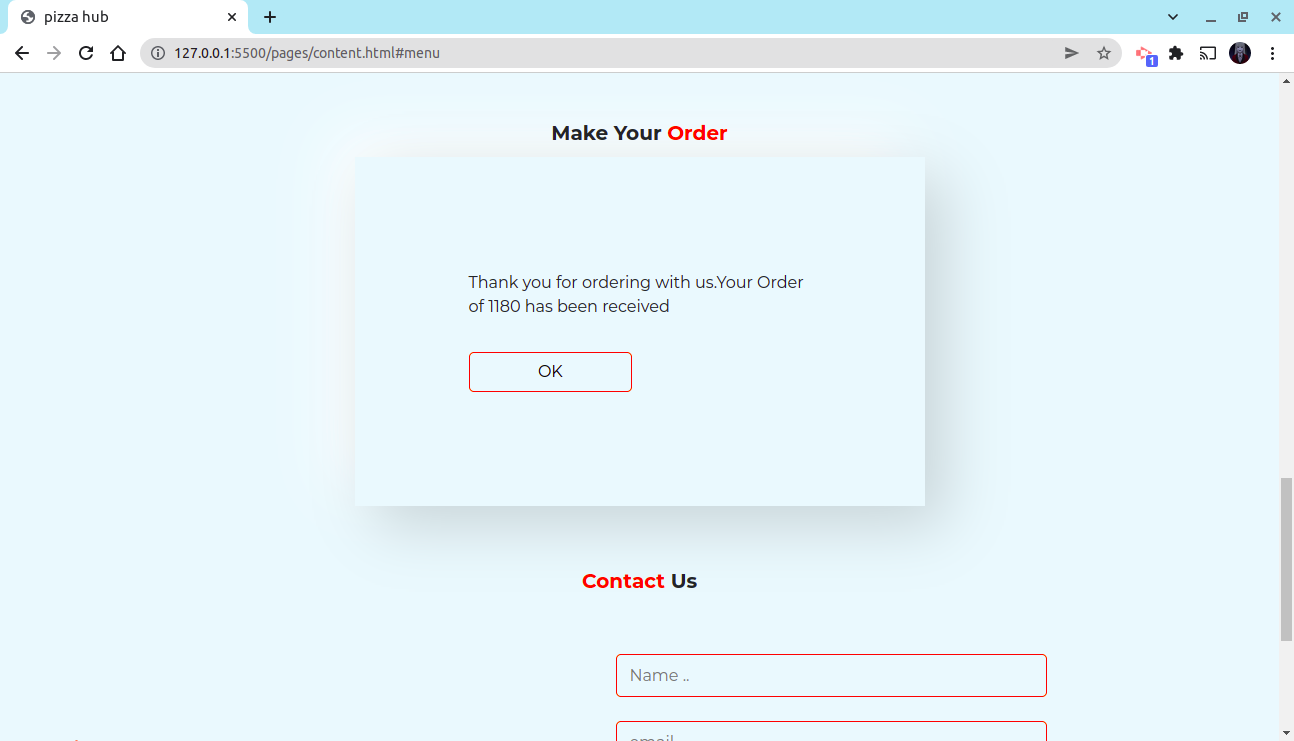 pizza hub
127.0.0.1:5500/pages/content.html#menu
1
Make Your Order
Thank you for ordering with us.Your Order
of 1180 has been received
OK
Contact Us
Name ..
email